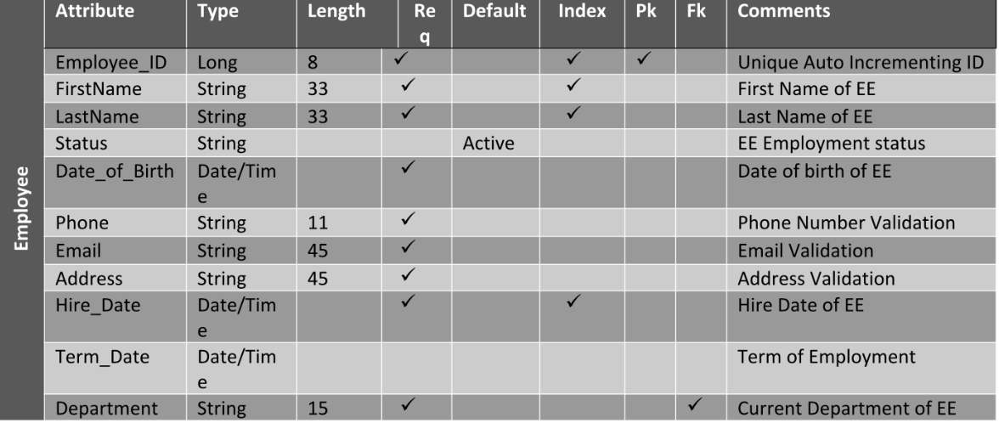 Attribute Type Length Re Default Index Pk Fk Comments
q
Employee_ID Long 8 ✓ ✓ ✓ Unique Auto Incrementing ID
FirstName String 33 ✓ ✓ First Name of EE
LastName String 33 ✓ ✓ Last Name of EE
Status String Active EE Employment status
Date_of_Birth Date/Tim ✓ Date of birth of EE
e
Phone String 11 ✓ Phone Number Validation
Email String 45 ✓ Email Validation
Address String 45 ✓ Address Validation
Hire_Date Date/Tim ✓ ✓ Hire Date of EE
e
Term_Date Date/Tim Term of Employment
e
Department String 15 ✓ ✓ Current Department of EE
Employee